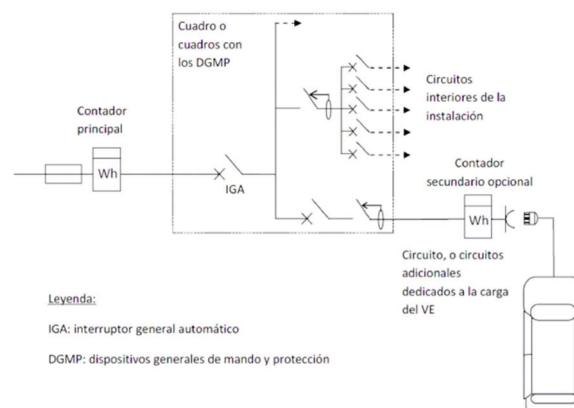 Cuadro o
cuadros con
los DGMP
Contador
principal
Wh
IGA
Circuitos
interiores de la
instalación
Contador
secundario opcional
Wh
Circuito, o circuitos
adicionales
dedicados a la carga
del VE
Leyenda:
IGA: interruptor general automático
DGMP: dispositivos generales de mando y protección